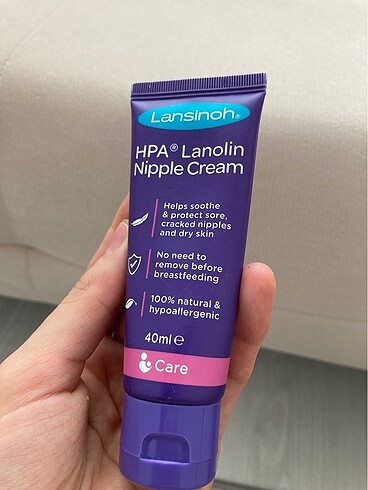 Lansinoh®
HPA® Lanolin
Nipple Cream
Helps soothe
& protect sore,
cracked nipples
and dry skin
No need to
remove before
breastfeeding
100% natural &
hypoallergenic
40ml ℮
Care